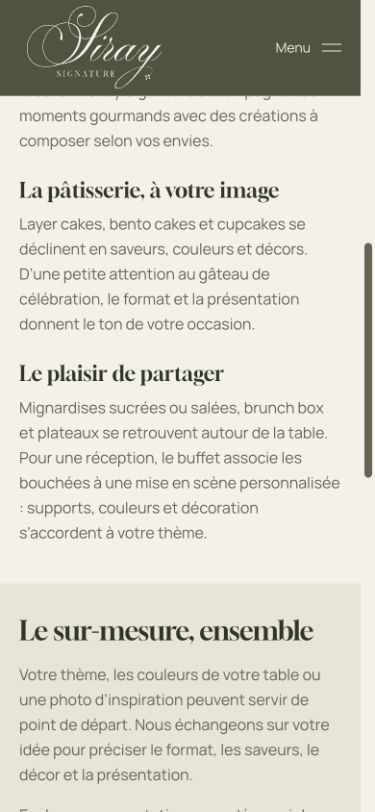 Siray
SIGNATURE
Menu
moments gourmands avec des créations à
composer selon vos envies.
La pâtisserie, à votre image
Layer cakes, bento cakes et cupcakes se
déclinent en saveurs, couleurs et décors.
D'une petite attention au gâteau de
célébration, le format et la présentation
donnent le ton de votre occasion.
Le plaisir de partager
Mignardises sucrées ou salées, brunch box
et plateaux se retrouvent autour de la table.
Pour une réception, le buffet associe les
bouchées à une mise en scène personnalisée
: supports, couleurs et décoration
s'accordent à votre thème.
Le sur-mesure, ensemble
Votre thème, les couleurs de votre table ou
une photo d'inspiration peuvent servir de
point de départ. Nous échangeons sur votre
idée pour préciser le format, les saveurs, le
décor et la présentation.